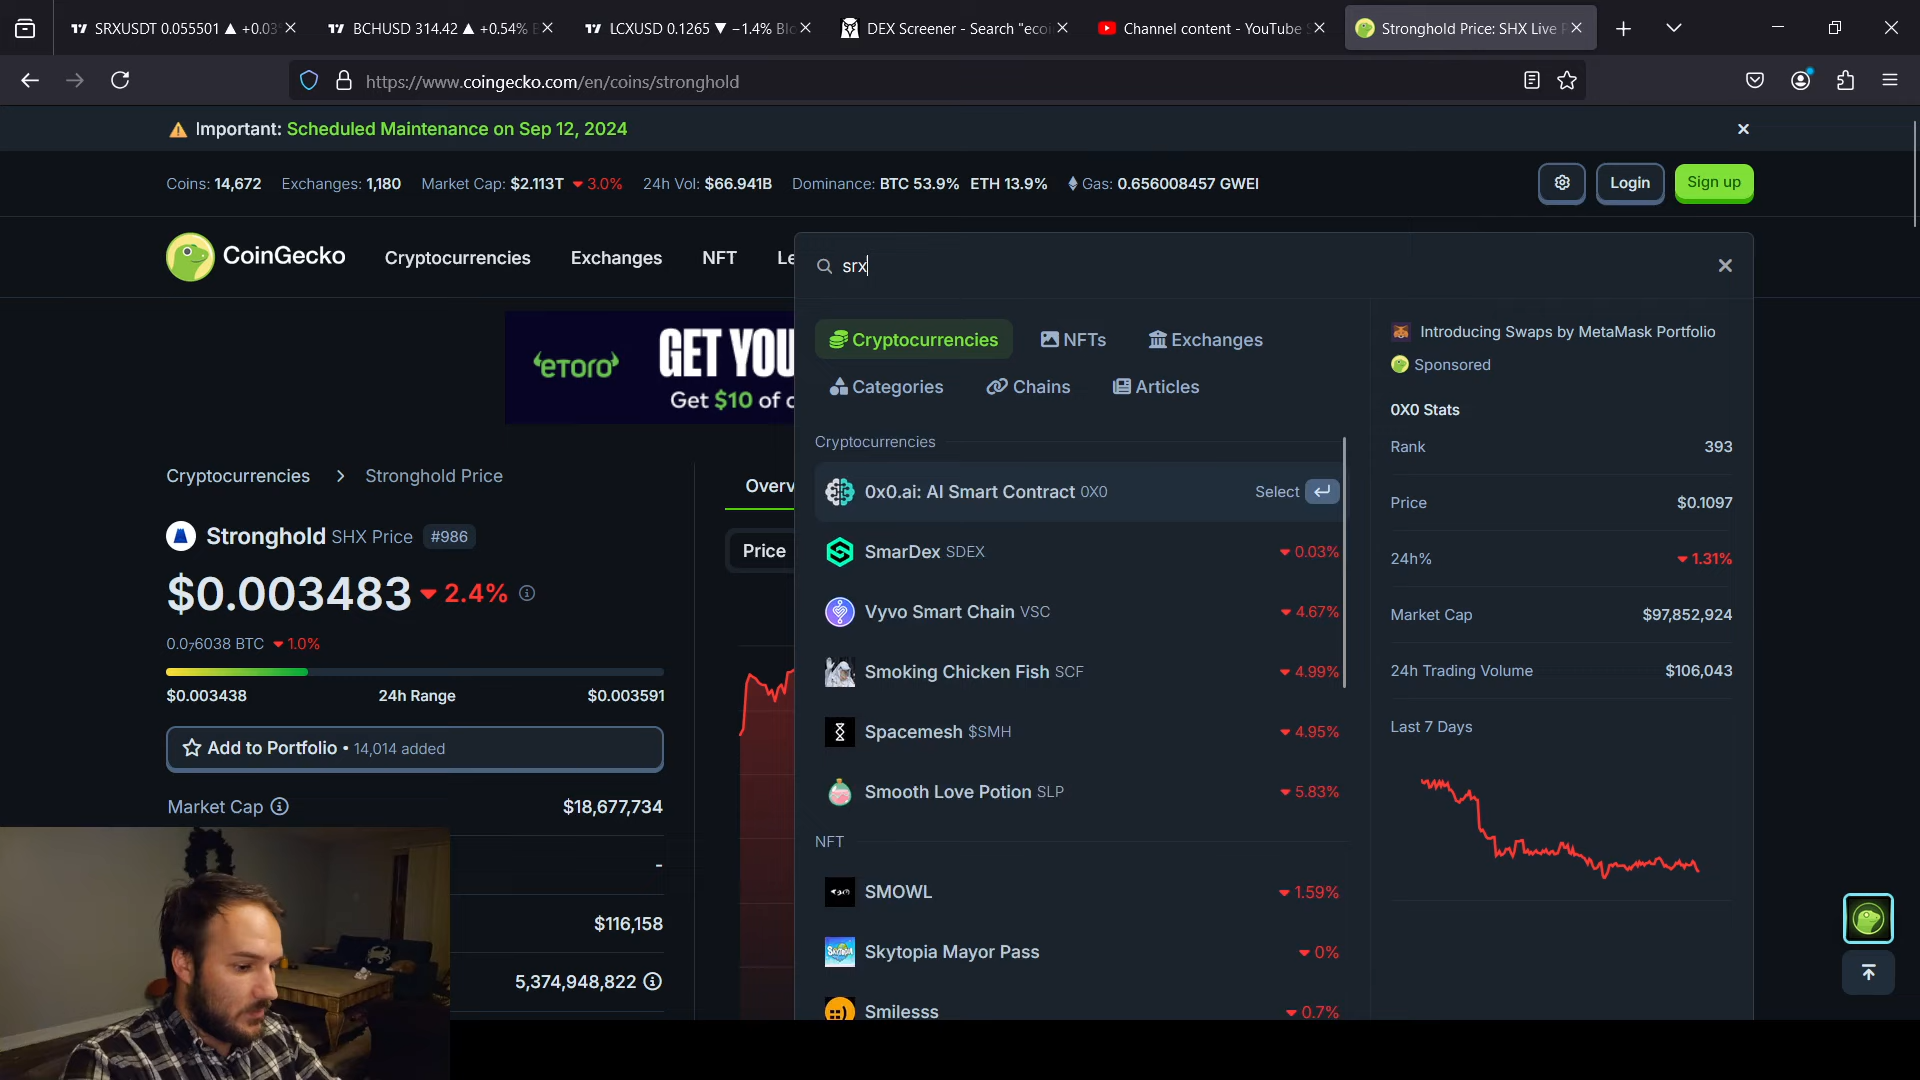 SRXUSDT 0.055501 ▲ +0.03
BCHUSD 314.42 ▲ +0.54%
LCXUSD 0.1265 ▼ −1.4% Blo
DEX Screener - Search "ecoi
Channel content - YouTube S
Stronghold Price: SHX Live P
https://www.coingecko.com/en/coins/stronghold
Important: Scheduled Maintenance on Sep 12, 2024
Coins: 14,672 Exchanges: 1,180 Market Cap: $2.113T 3.0% 24h Vol: $66.941B Dominance: BTC 53.9% ETH 13.9% Gas: 0.656008457 GWEI
Login
Sign up
CoinGecko
Cryptocurrencies
Exchanges
NFT
Le
srx
eTORO
GET YOU
Get $10 of c
Cryptocurrencies > Stronghold Price
Stronghold SHX Price #986
$0.003483 2.4%
0.0₇6038 BTC 1.0%
$0.003438 24h Range $0.003591
Add to Portfolio • 14,014 added
Market Cap $18,677,734
-
$116,158
5,374,948,822
Overv
Price
Cryptocurrencies
NFTs
Exchanges
Categories
Chains
Articles
Cryptocurrencies
0x0.ai: AI Smart Contract 0X0 Select
SmarDex SDEX 0.03%
Vyvo Smart Chain VSC 4.67%
Smoking Chicken Fish SCF 4.99%
Spacemesh $SMH 4.95%
Smooth Love Potion SLP 5.83%
NFT
SMOWL 1.59%
Skytopia Mayor Pass 0%
Smilesss 0.7%
Introducing Swaps by MetaMask Portfolio
Sponsored
0X0 Stats
Rank 393
Price $0.1097
24h% 1.31%
Market Cap $97,852,924
24h Trading Volume $106,043
Last 7 Days